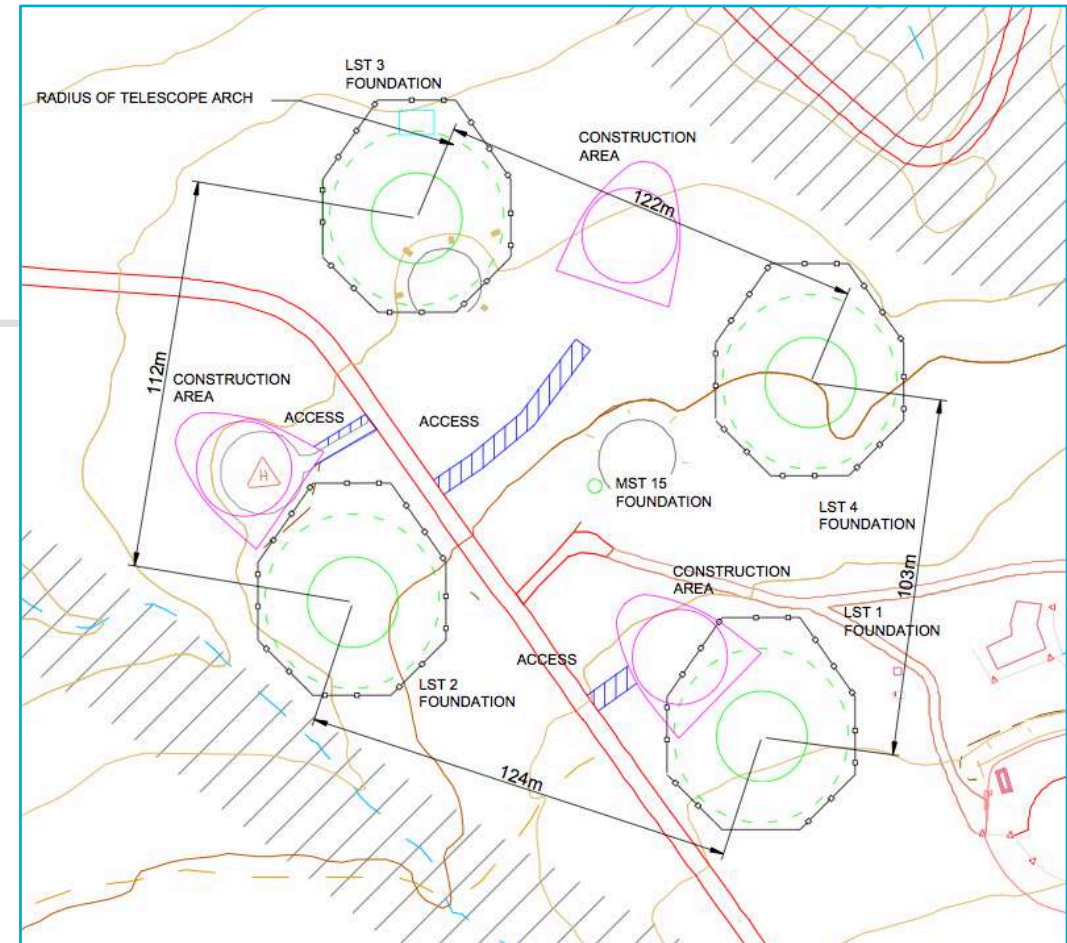 LST 3
FOUNDATION
RADIUS OF TELESCOPE ARCH
CONSTRUCTION
AREA
122m
112m
CONSTRUCTION
AREA
ACCESS
ACCESS
H
MST 15
FOUNDATION
LST 4
FOUNDATION
103m
CONSTRUCTION
AREA
LST 1
FOUNDATION
ACCESS
LST 2
FOUNDATION
124m